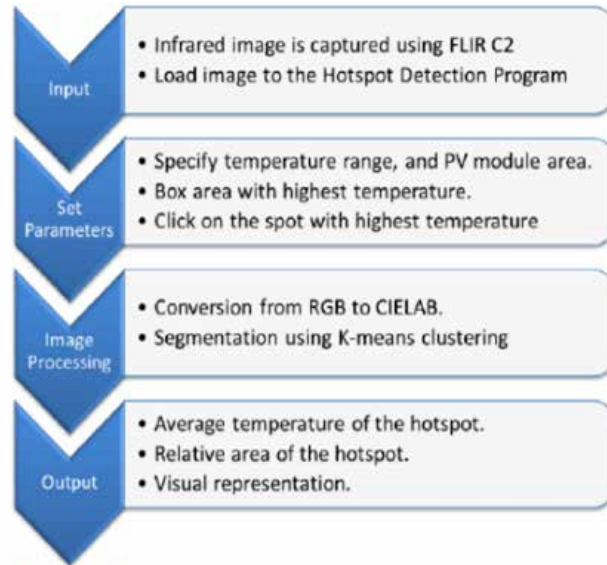 Input
• Infrared image is captured using FLIR C2
• Load image to the Hotspot Detection Program
Set
Parameters
• Specify temperature range, and PV module area.
• Box area with highest temperature.
• Click on the spot with highest temperature
Image
Processing
• Conversion from RGB to CIELAB.
• Segmentation using K-means clustering
Output
• Average temperature of the hotspot.
• Relative area of the hotspot.
• Visual representation.